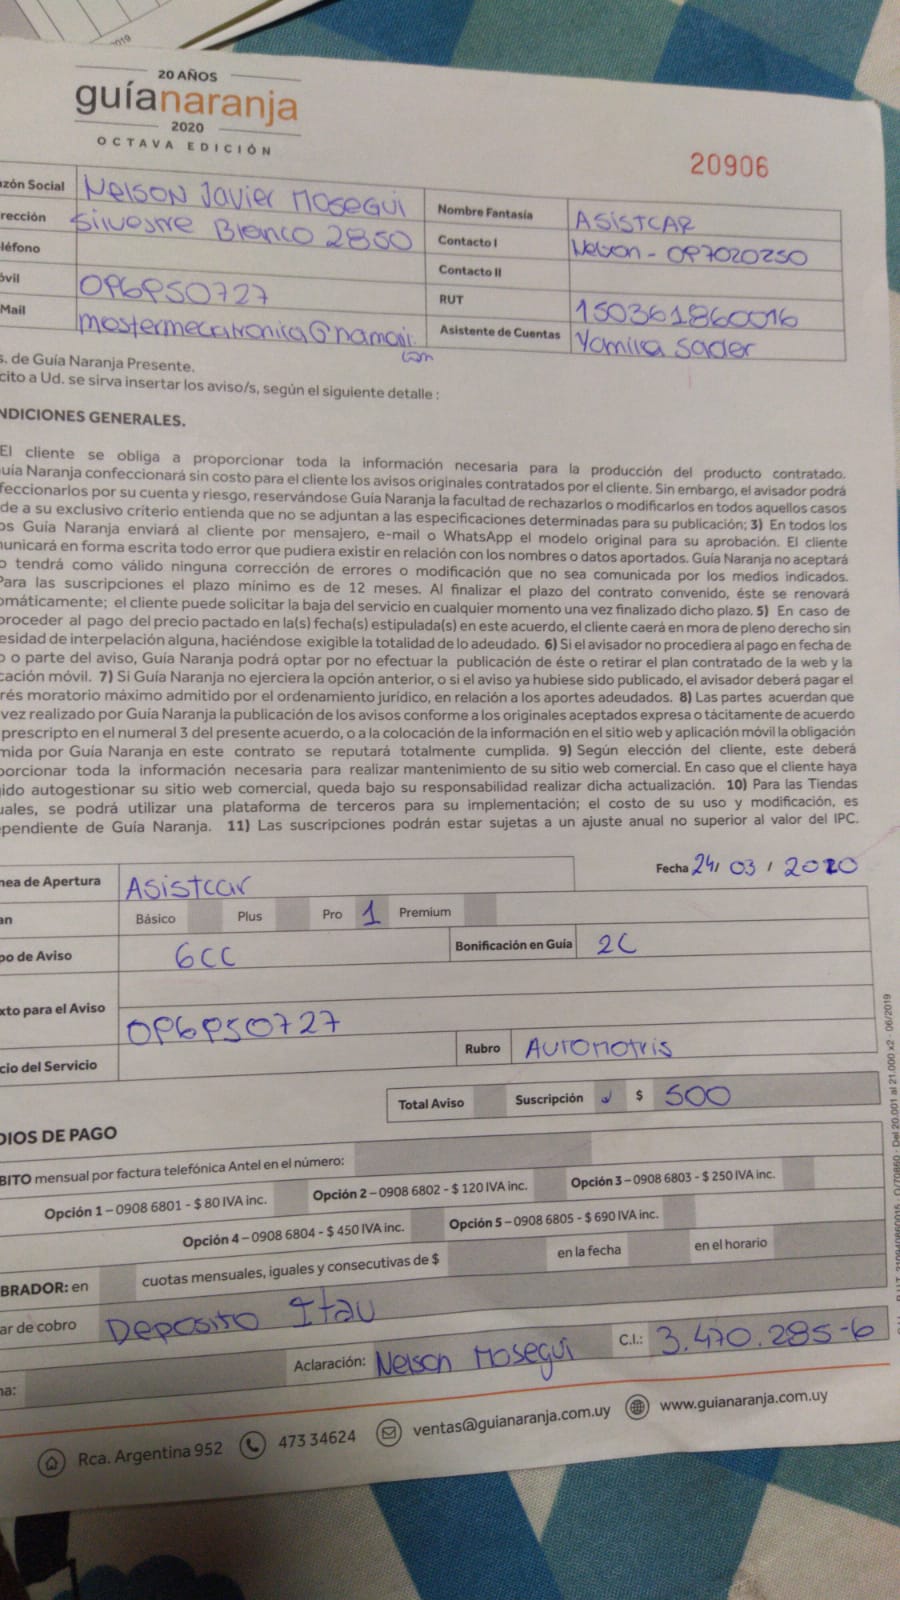 2019
20 AÑOS
guíanaranja
2020
OCTAVA EDICIÓN
20906
zón Social Nelson Javier Mosegui
Nombre Fantasía ASISTCAR
rección Silvestre Blanco 2850
Contacto I Nelson - 097020250
léfono
Contacto II
óvil 096950727
RUT 150361860016
Mail
.com
Asistente de Cuentas Yamila Sader
s. de Guía Naranja Presente.
cito a Ud. se sirva insertar los aviso/s, según el siguiente detalle :
NDICIONES GENERALES.
El cliente se obliga a proporcionar toda la información necesaria para la producción del producto contratado.
uía Naranja confeccionará sin costo para el cliente los avisos originales contratados por el cliente. Sin embargo, el avisador podrá
feccionarlos por su cuenta y riesgo, reservándose Guía Naranja la facultad de rechazarlos o modificarlos en todos aquellos casos
de a su exclusivo criterio entienda que no se adjuntan a las especificaciones determinadas para su publicación; 3) En todos los
os Guía Naranja enviará al cliente por mensajero, e-mail o WhatsApp el modelo original para su aprobación. El cliente
unicará en forma escrita todo error que pudiera existir en relación con los nombres o datos aportados. Guía Naranja no aceptará
o tendrá como válido ninguna corrección de errores o modificación que no sea comunicada por los medios indicados.
Para las suscripciones el plazo mínimo es de 12 meses. Al finalizar el plazo del contrato convenido, éste se renovará
omáticamente; el cliente puede solicitar la baja del servicio en cualquier momento una vez finalizado dicho plazo. 5) En caso de
proceder al pago del precio pactado en la(s) fecha(s) estipulada(s) en este acuerdo, el cliente caerá en mora de pleno derecho sin
esidad de interpelación alguna, haciéndose exigible la totalidad de lo adeudado. 6) Si el avisador no procediera al pago en fecha de
o o parte del aviso, Guía Naranja podrá optar por no efectuar la publicación de éste o retirar el plan contratado de la web y la
cación móvil. 7) Si Guía Naranja no ejerciera la opción anterior, o si el aviso ya hubiese sido publicado, el avisador deberá pagar el
rés moratorio máximo admitido por el ordenamiento jurídico, en relación a los aportes adeudados. 8) Las partes acuerdan que
vez realizado por Guía Naranja la publicación de los avisos conforme a los originales aceptados expresa o tácitamente de acuerdo
prescripto en el numeral 3 del presente acuerdo, o a la colocación de la información en el sitio web y aplicación móvil la obligación
mida por Guía Naranja en este contrato se reputará totalmente cumplida. 9) Según elección del cliente, este deberá
porcionar toda la información necesaria para realizar mantenimiento de su sitio web comercial. En caso que el cliente haya
ido autogestionar su sitio web comercial, queda bajo su responsabilidad realizar dicha actualización. 10) Para las Tiendas
uales, se podrá utilizar una plataforma de terceros para su implementación; el costo de su uso y modificación, es
ependiente de Guía Naranja. 11) Las suscripciones podrán estar sujetas a un ajuste anual no superior al valor del IPC.
Fecha 24/ 03 / 2020
nea de Apertura Asistcar
an Básico Plus Pro 1 Premium
po de Aviso 6CC
Bonificación en Guía 2C
xto para el Aviso 096950727
cio del Servicio
Rubro Automotris
Total Aviso Suscripción $ 500
DIOS DE PAGO
BITO mensual por factura telefónica Antel en el número:
Opción 1 – 0908 6801 - $ 80 IVA inc. Opción 2 – 0908 6802 - $ 120 IVA inc. Opción 3 – 0908 6803 - $ 250 IVA inc.
Opción 4 – 0908 6804 - $ 450 IVA inc. Opción 5 – 0908 6805 - $ 690 IVA inc.
BRADOR: en cuotas mensuales, iguales y consecutivas de $ en la fecha en el horario
ar de cobro Deposito Itau
na: Aclaración: Nelson Mosegui C.I.: 3.470.285-6
Rca. Argentina 952 473 34624 ventas@guianaranja.com.uy www.guianaranja.com.uy
Del 20.001 al 21.000 x2 - 06/2019